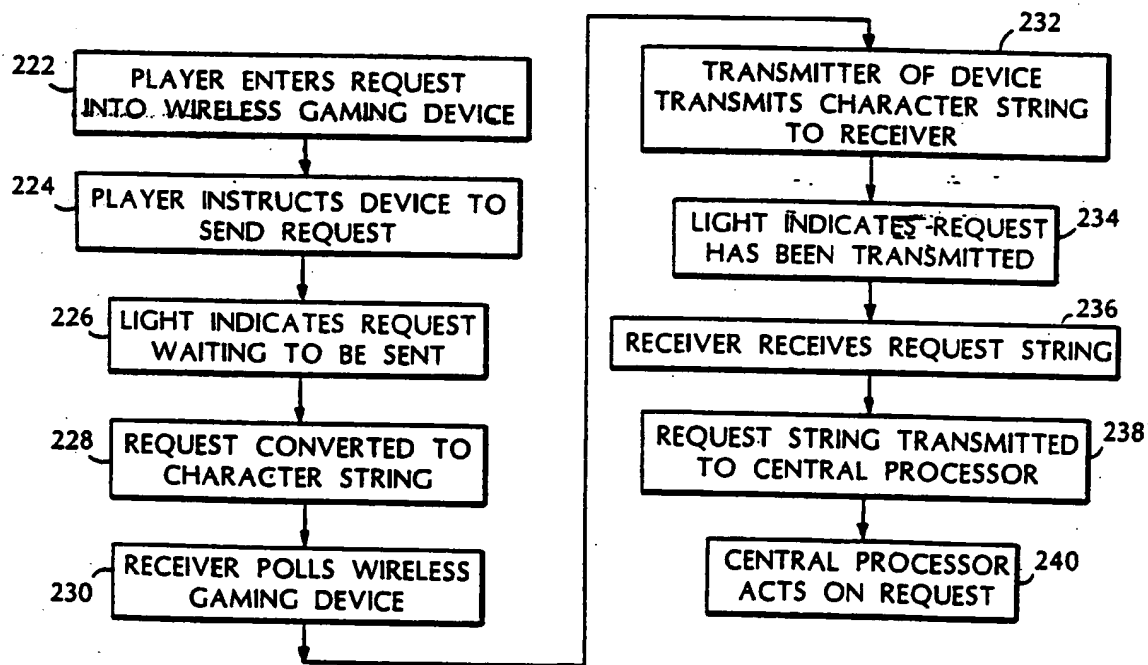 222
PLAYER ENTERS REQUEST
INTO WIRELESS GAMING DEVICE
224
PLAYER INSTRUCTS DEVICE TO
SEND REQUEST
226
LIGHT INDICATES REQUEST
WAITING TO BE SENT
228
REQUEST CONVERTED TO
CHARACTER STRING
230
RECEIVER POLLS WIRELESS
GAMING DEVICE
232
TRANSMITTER OF DEVICE
TRANSMITS CHARACTER STRING
TO RECEIVER
234
LIGHT INDICATES REQUEST
HAS BEEN TRANSMITTED
236
RECEIVER RECEIVES REQUEST STRING
238
REQUEST STRING TRANSMITTED
TO CENTRAL PROCESSOR
240
CENTRAL PROCESSOR
ACTS ON REQUEST